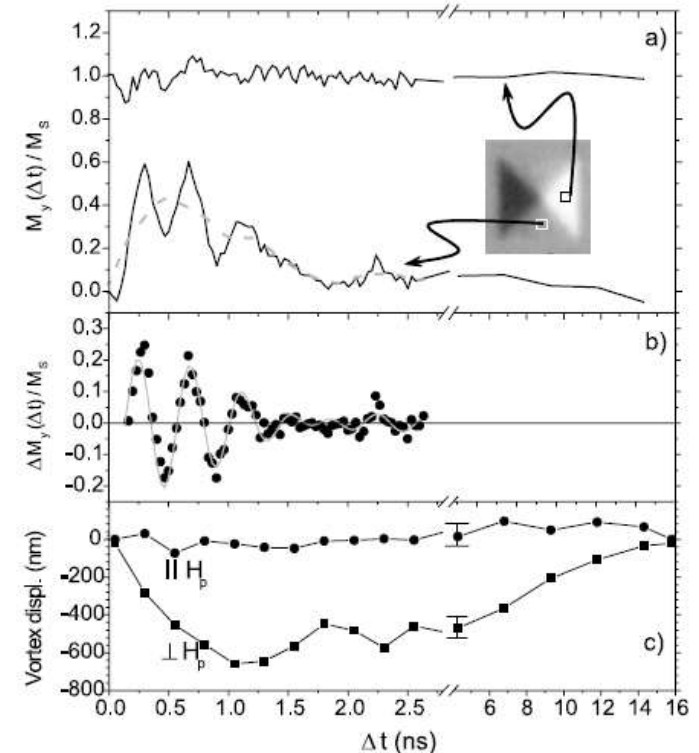 a)
1.2
1.0
0.8
0.6
0.4
0.2
0.0
M_y(Δt) / M_s
b)
0.3
0.2
0.1
0.0
-0.1
-0.2
ΔM_y(Δt)/M_s
c)
0
-200
-400
-600
-800
Vortex displ. (nm)
|| H_p
⊥ H_p
0.0 0.5 1.0 1.5 2.0 2.5 6 8 10 12 14 16
Δt (ns)